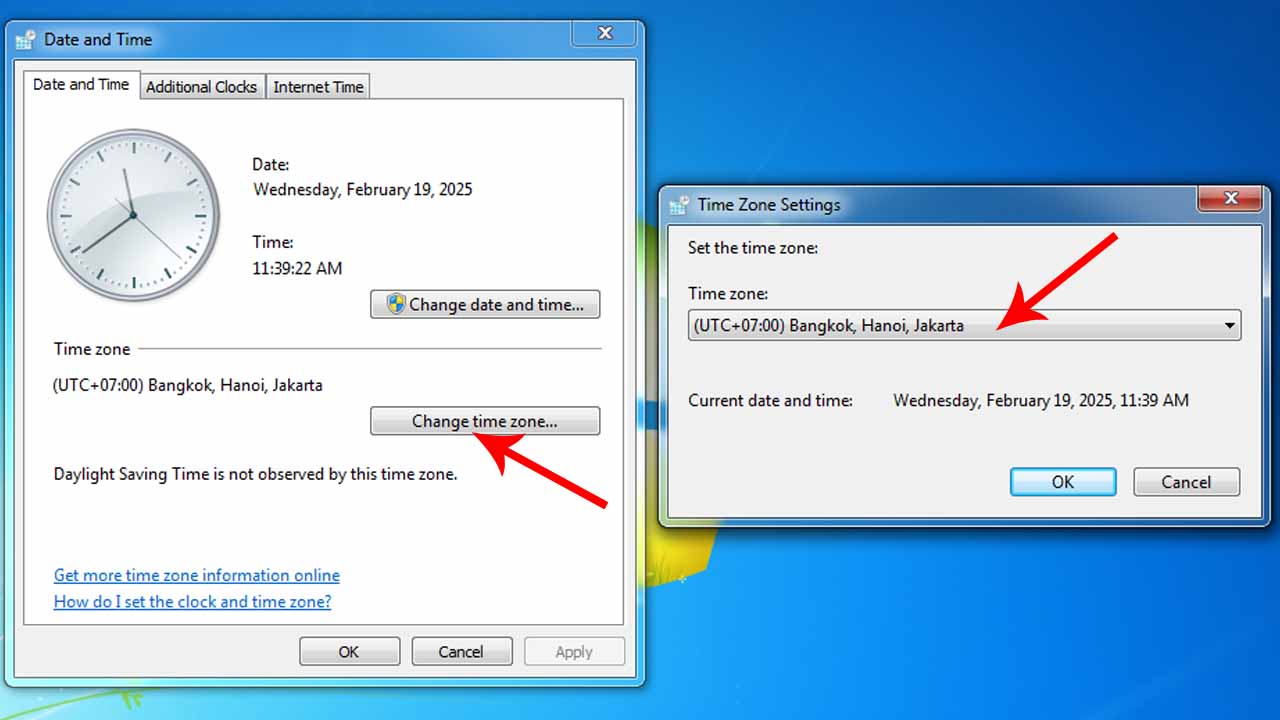 Date and Time
Date and Time
Additional Clocks
Internet Time
Date:
Wednesday, February 19, 2025
Time:
11:39:22 AM
Change date and time...
Time zone
(UTC+07:00) Bangkok, Hanoi, Jakarta
Change time zone...
Daylight Saving Time is not observed by this time zone.
Get more time zone information online
How do I set the clock and time zone?
OK
Cancel
Apply
Time Zone Settings
Set the time zone:
Time zone:
(UTC+07:00) Bangkok, Hanoi, Jakarta
Current date and time:
Wednesday, February 19, 2025, 11:39 AM
OK
Cancel